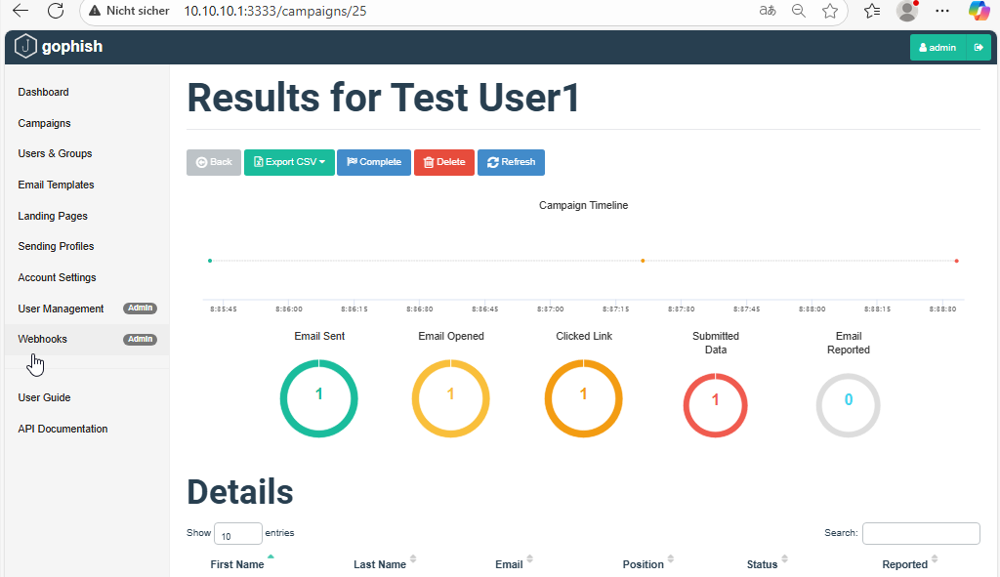 Nicht sicher 10.10.10.1:3333/campaigns/25 aあ
gophish admin
Dashboard
Campaigns
Users & Groups
Email Templates
Landing Pages
Sending Profiles
Account Settings
User Management Admin
Webhooks Admin
User Guide
API Documentation
Results for Test User1
Back Export CSV Complete Delete Refresh
Campaign Timeline
8:85:45 8:86:00 8:86:15 8:86:80 8:86:45 8:87:00 8:87:15 8:87:80 8:87:45 8:88:00 8:88:15 8:88:80
Email Sent Email Opened Clicked Link Submitted Data Email Reported
1 1 1 1 0
Details
Show 10 entries Search:
First Name Last Name Email Position Status Reported